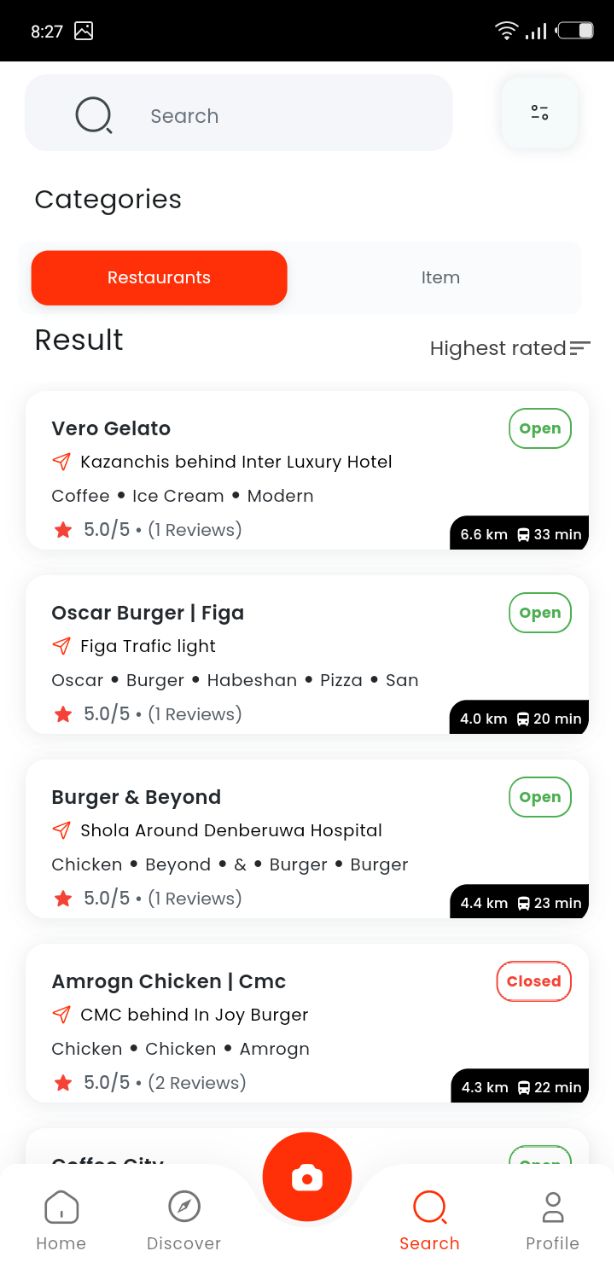 8:27
Search
Categories
Restaurants Item
Result
Highest rated
Vero Gelato Open
Kazanchis behind Inter Luxury Hotel
Coffee • Ice Cream • Modern
5.0/5 • (1 Reviews)
6.6 km 33 min
Oscar Burger | Figa Open
Figa Trafic light
Oscar • Burger • Habeshan • Pizza • San
5.0/5 • (1 Reviews)
4.0 km 20 min
Burger & Beyond Open
Shola Around Denberuwa Hospital
Chicken • Beyond • & • Burger • Burger
5.0/5 • (1 Reviews)
4.4 km 23 min
Amrogn Chicken | Cmc Closed
CMC behind In Joy Burger
Chicken • Chicken • Amrogn
5.0/5 • (2 Reviews)
4.3 km 22 min
Coffee City Open
Home Discover Search Profile